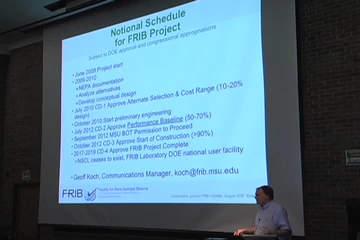 Notional Schedule
for FRIB Project
Subject to DOE approval and congressional appropriations
• June 2009 Project start
• 2009-2010
• NEPA documentation
• Analyze alternatives
• Develop conceptual design
• July 2010 CD-1 Approve Alternate Selection & Cost Range (10-20%
design)
• October 2010 Start preliminary engineering
• July 2012 CD-2 Approve Performance Baseline (50-70%)
• September 2012 MSU BOT Permission to Proceed
• October 2012 CD-3 Approve Start of Construction (>90%)
• 2017-2019 CD-4 Approve FRIB Project Complete
• NSCL ceases to exist, FRIB Laboratory DOE national user facility
• Geoff Koch, Communications Manager, koch@frib.msu.edu
FRIB
Facility for Rare Isotope Beams